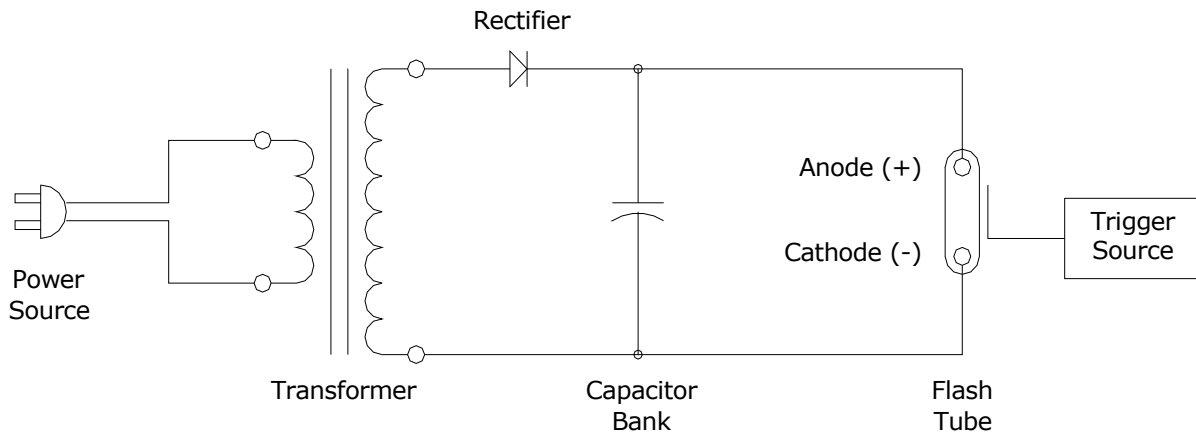 Rectifier
Anode (+)
Cathode (-)
Trigger
Source
Power
Source
Transformer
Capacitor
Bank
Flash
Tube